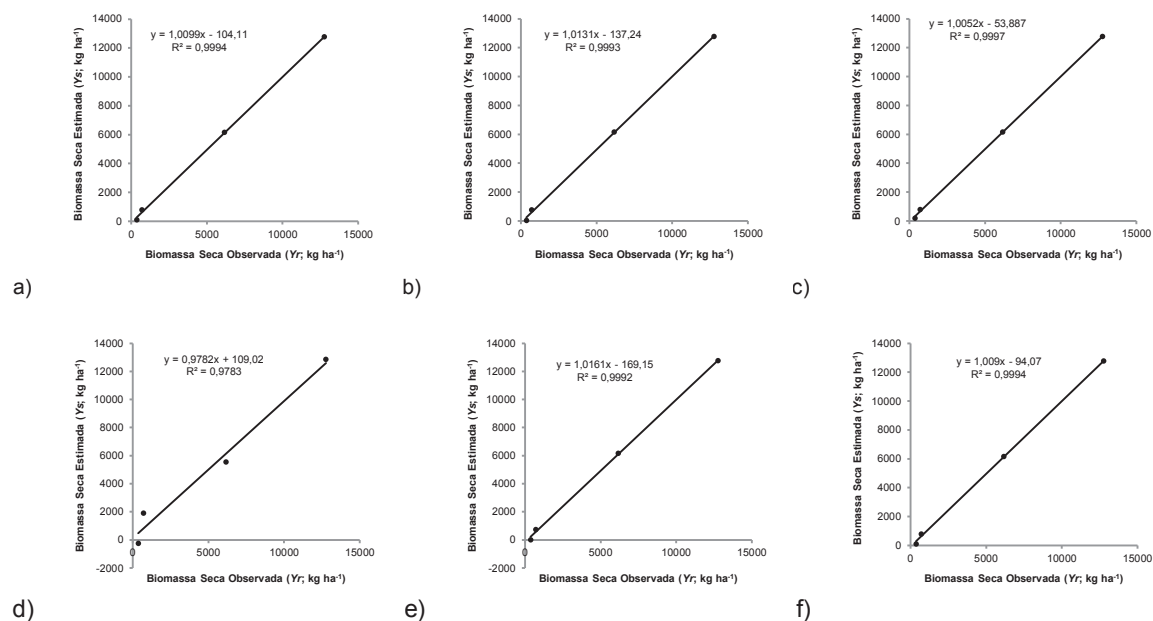 y = 1,0099x - 104,11
R² = 0,9994
14000
12000
10000
8000
6000
4000
2000
0
0
5000
10000
15000
Biomassa Seca Estimada (Ys; kg ha⁻¹)
Biomassa Seca Observada (Yr; kg ha⁻¹)
a)
y = 1,0131x - 137,24
R² = 0,9993
14000
12000
10000
8000
6000
4000
2000
0
0
5000
10000
15000
Biomassa Seca Estimada (Ys; kg ha⁻¹)
Biomassa Seca Observada (Yr; kg ha⁻¹)
b)
y = 1,0052x - 53,887
R² = 0,9997
14000
12000
10000
8000
6000
4000
2000
0
0
5000
10000
15000
Biomassa Seca Estimada (Ys; kg ha⁻¹)
Biomassa Seca Observada (Yr; kg ha⁻¹)
c)
y = 0,9782x + 109,02
R² = 0,9783
14000
12000
10000
8000
6000
4000
2000
0
-2000
0
5000
10000
15000
Biomassa Seca Estimada (Ys; kg ha⁻¹)
Biomassa Seca Observada (Yr; kg ha⁻¹)
d)
y = 1,0161x - 169,15
R² = 0,9992
14000
12000
10000
8000
6000
4000
2000
0
-2000
0
5000
10000
15000
Biomassa Seca Estimada (Ys; kg ha⁻¹)
Biomassa Seca Observada (Yr; kg ha⁻¹)
e)
y = 1,009x - 94,07
R² = 0,9994
14000
12000
10000
8000
6000
4000
2000
0
0
5000
10000
15000
Biomassa Seca Estimada (Ys; kg ha⁻¹)
Biomassa Seca Observada (Yr; kg ha⁻¹)
f)